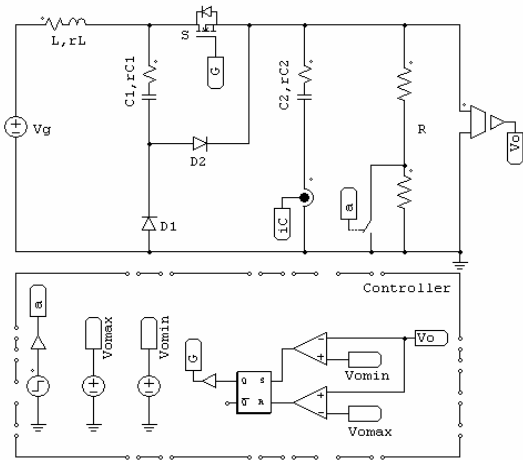 L,rL
S
G
C1,rC1
C2,rC2
R
Vg
D2
Vo
D1
iC
a
Controller
a
Vomax
Vomin
G
Vo
Q S
Q R
Vomin
Vomax